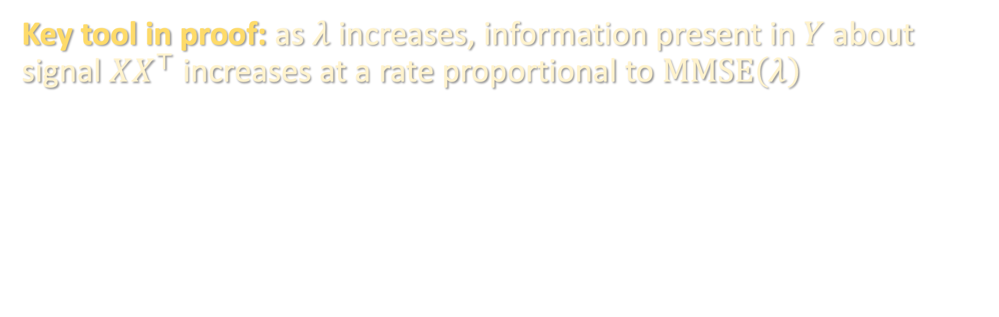 Key tool in proof: as λ increases, information present in Y about
signal XX⊤ increases at a rate proportional to MMSE(λ)